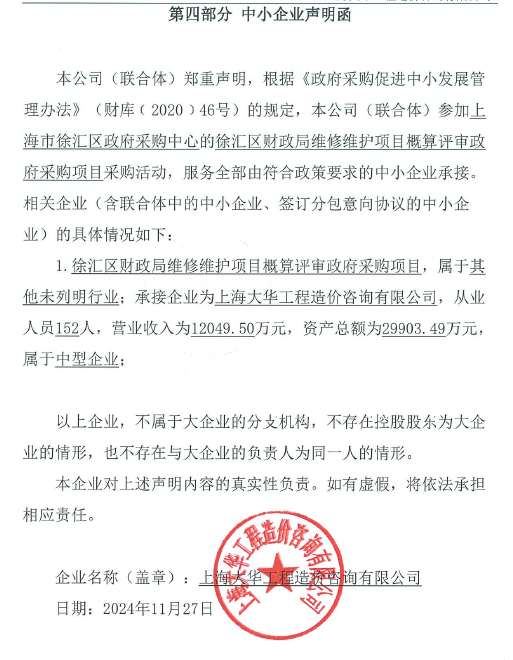 第四部分 中小企业声明函
本公司（联合体）郑重声明，根据《政府采购促进中小发展管
理办法》（财库﹝2020﹞46号）的规定，本公司（联合体）参加上
海市徐汇区政府采购中心的徐汇区财政局维修维护项目概算评审政
府采购项目采购活动，服务全部由符合政策要求的中小企业承接。
相关企业（含联合体中的中小企业、签订分包意向协议的中小企
业）的具体情况如下：
1.徐汇区财政局维修维护项目概算评审政府采购项目，属于其
他未列明行业；承接企业为上海大华工程造价咨询有限公司，从业
人员152人，营业收入为12049.50万元，资产总额为29903.49万元，
属于中型企业；
以上企业，不属于大企业的分支机构，不存在控股股东为大企
业的情形，也不存在与大企业的负责人为同一人的情形。
本企业对上述声明内容的真实性负责。如有虚假，将依法承担
相应责任。
企业名称（盖章）：上海大华工程造价咨询有限公司
日期：2024年11月27日
上海大华工程造价咨询有限公司